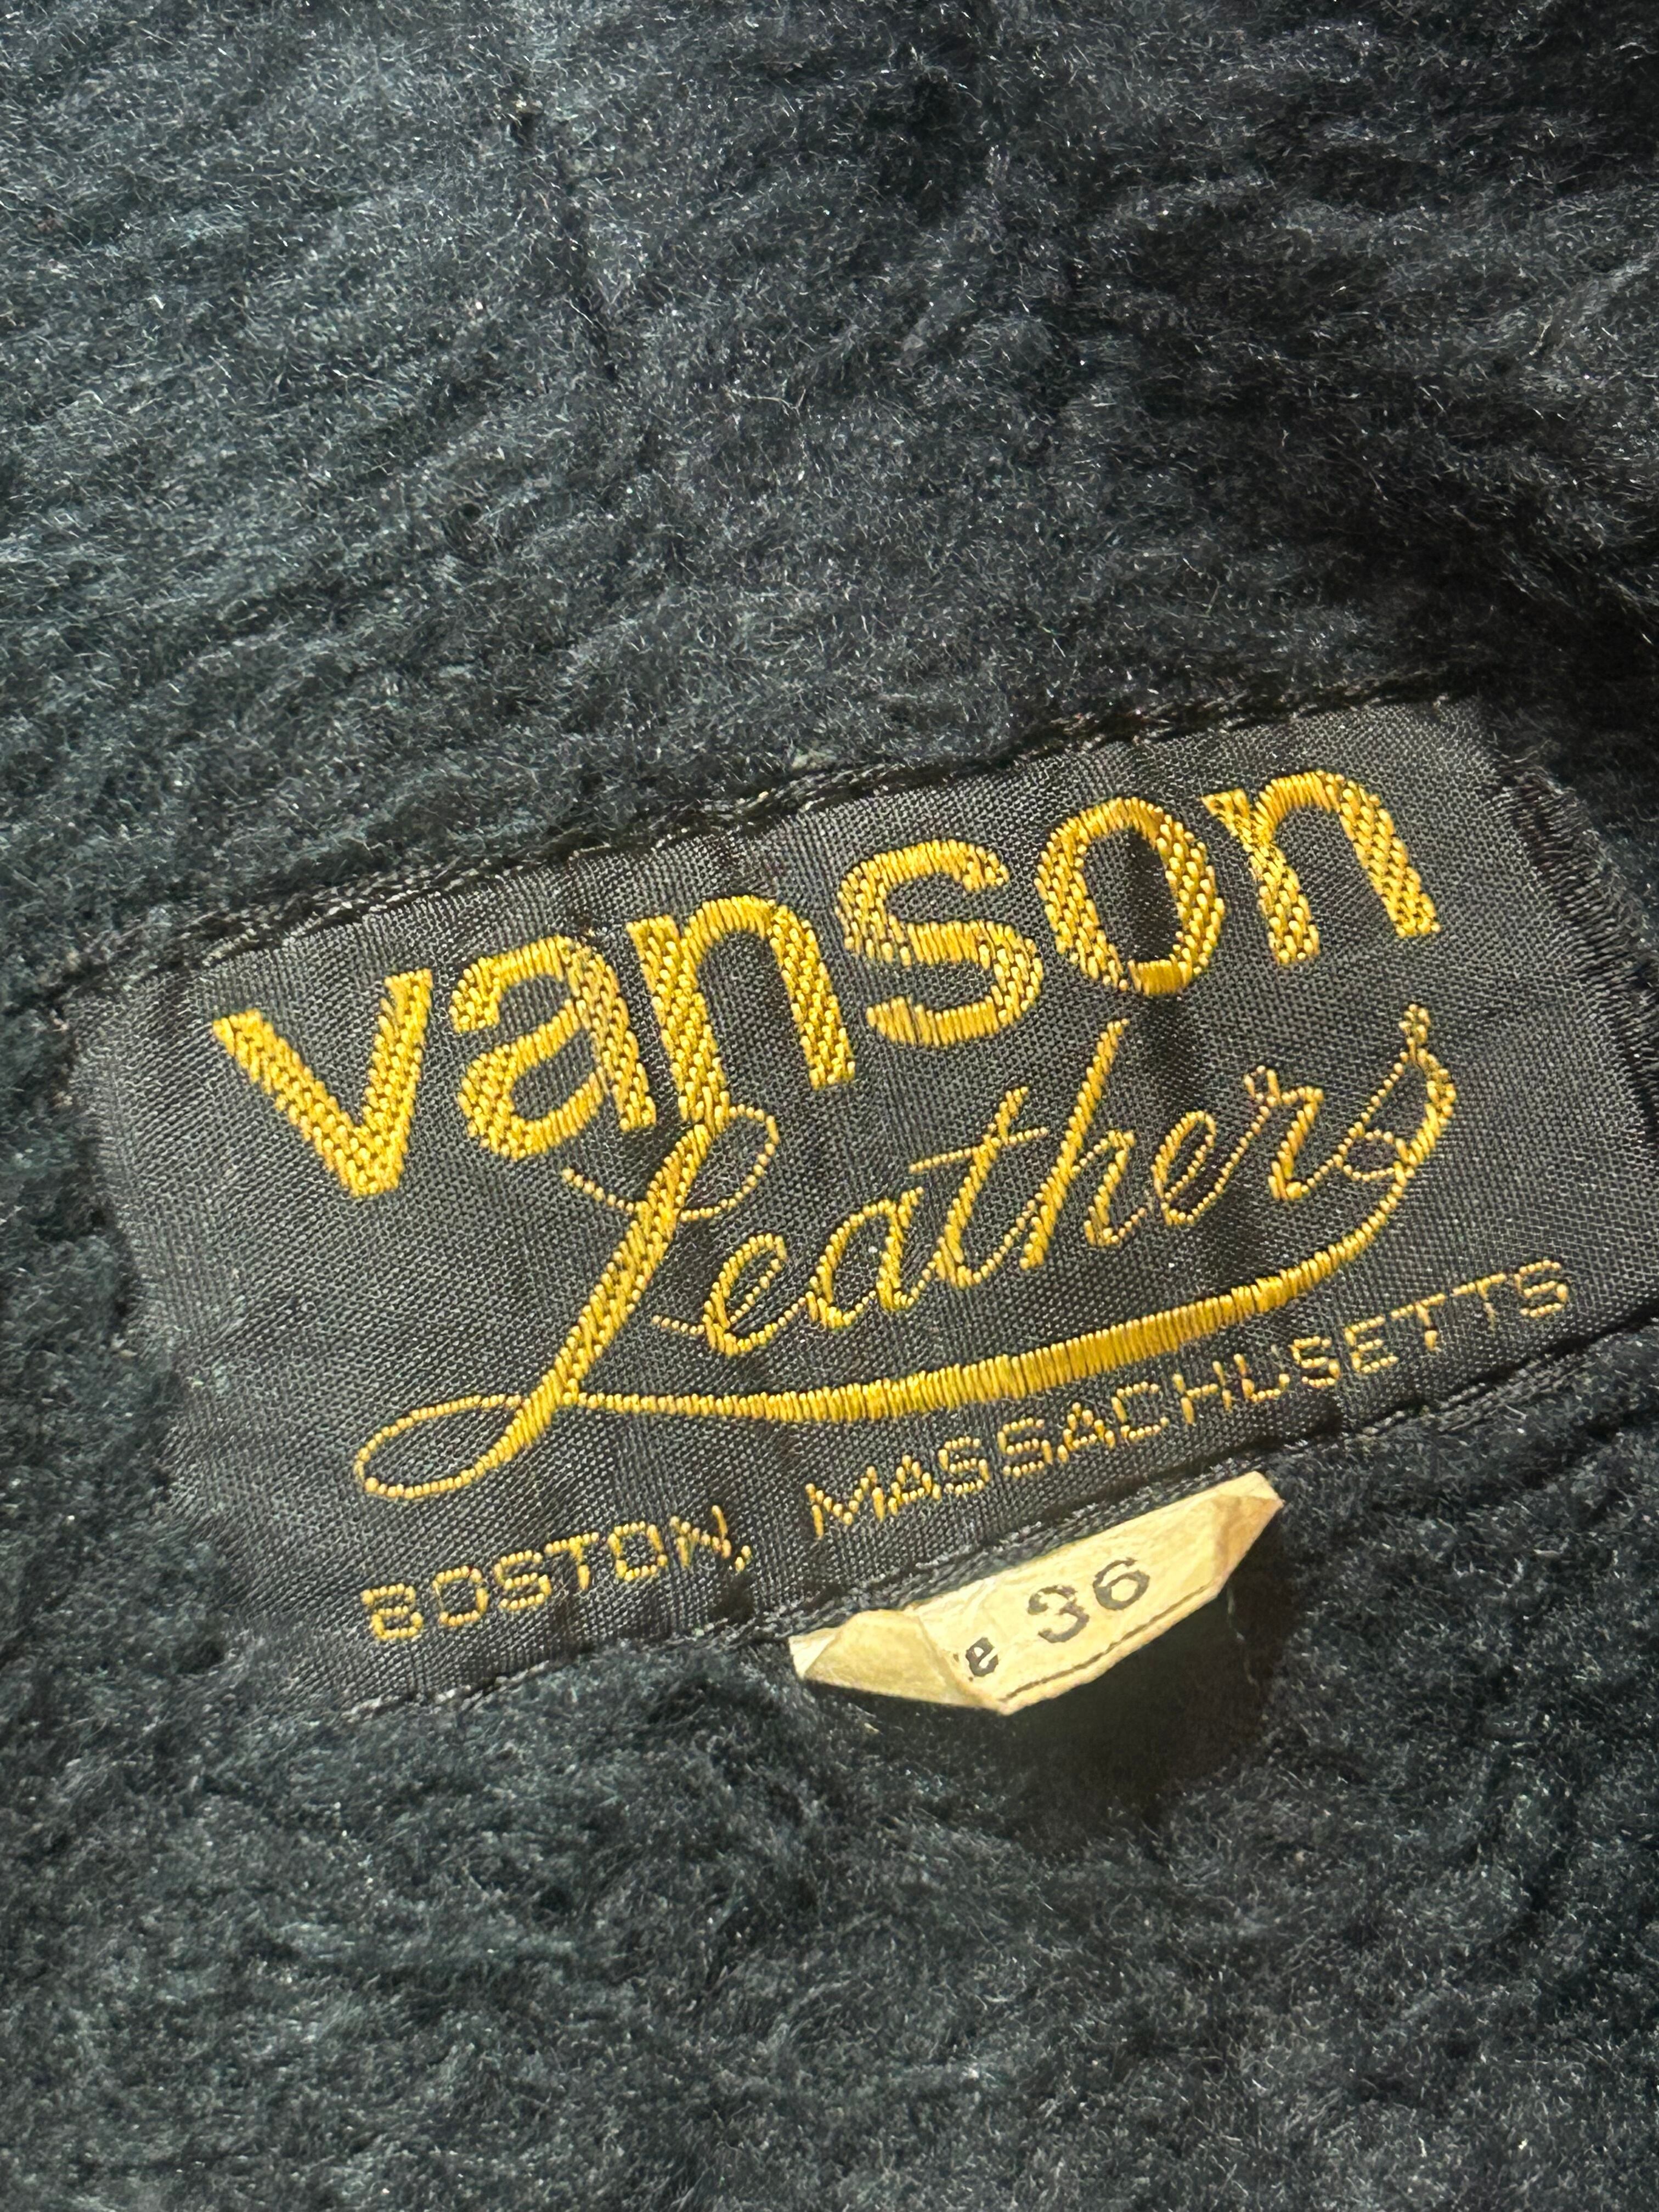 vanson
Leathers
BOSTON, MASSACHUSETTS
e 36